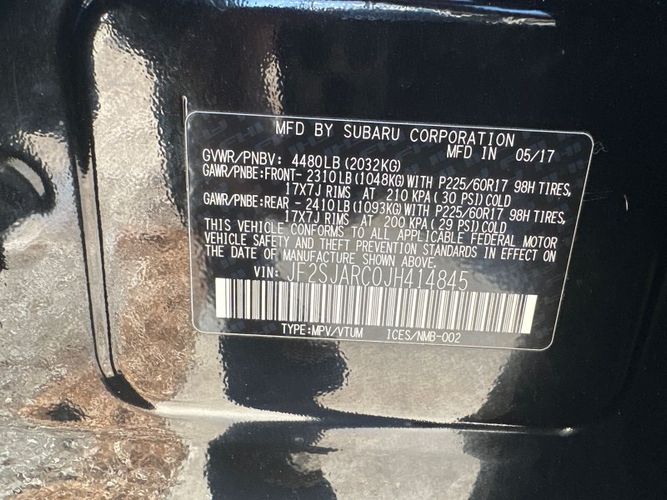 MFD BY SUBARU CORPORATION
MFD IN 05/17
GVWR/PNBV: 4480LB(2032KG)
GAWR/PNBE:FRONT- 2310LB(1048KG)WITH P225/60R17 98H TIRES,
17X7J RIMS AT 210 KPA(30 PSI)COLD
GAWR/PNBE:REAR - 2410LB(1093KG)WITH P225/60R17 98H TIRES,
17X7J RIMS AT 200 KPA(29 PSI)COLD
THIS VEHICLE CONFORMS TO ALL APPLICABLE FEDERAL MOTOR
VEHICLE SAFETY AND THEFT PREVENTION STANDARDS IN EFFECT ON
THE DATE OF MANUFACTURE SHOWN ABOVE.
VIN: JF2SJARC0JH414845
TYPE:MPV/VTUM ICES/NMB-002